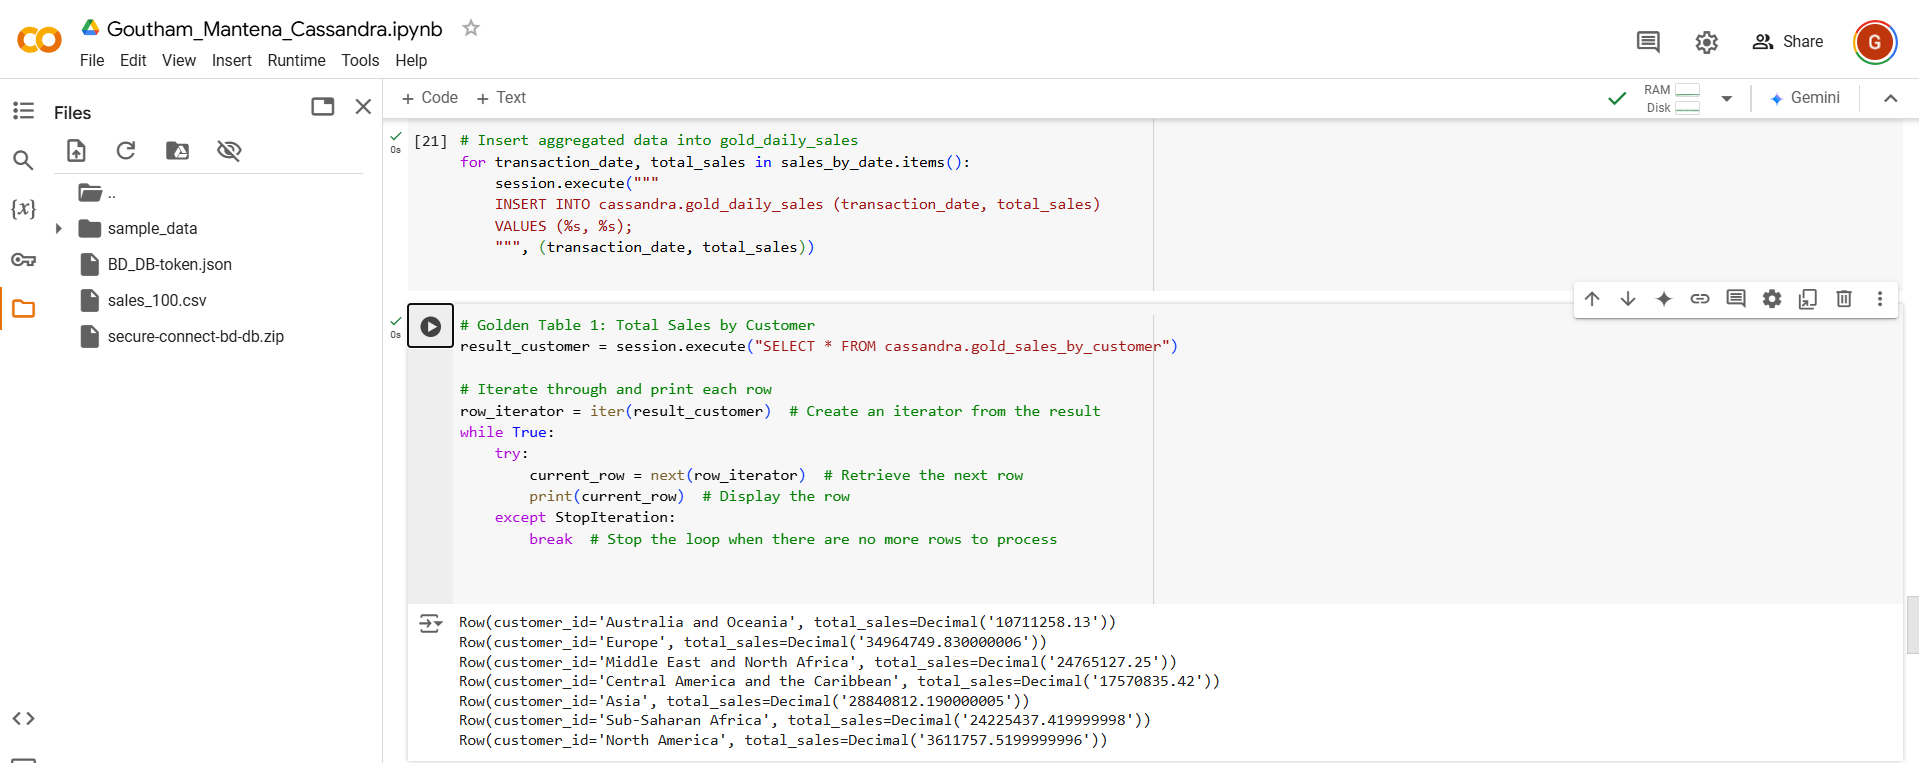 Goutham_Mantena_Cassandra.ipynb
File Edit View Insert Runtime Tools Help
Share
G
Files
..
sample_data
BD_DB-token.json
sales_100.csv
secure-connect-bd-db.zip
{x}
+ Code + Text
RAM
Disk
Gemini
0s
[21] # Insert aggregated data into gold_daily_sales
for transaction_date, total_sales in sales_by_date.items():
    session.execute("""
    INSERT INTO cassandra.gold_daily_sales (transaction_date, total_sales)
    VALUES (%s, %s);
    """, (transaction_date, total_sales))
0s
# Golden Table 1: Total Sales by Customer
result_customer = session.execute("SELECT * FROM cassandra.gold_sales_by_customer")
# Iterate through and print each row
row_iterator = iter(result_customer)  # Create an iterator from the result
while True:
    try:
        current_row = next(row_iterator)  # Retrieve the next row
        print(current_row)  # Display the row
    except StopIteration:
        break  # Stop the loop when there are no more rows to process
Row(customer_id='Australia and Oceania', total_sales=Decimal('10711258.13'))
Row(customer_id='Europe', total_sales=Decimal('34964749.830000006'))
Row(customer_id='Middle East and North Africa', total_sales=Decimal('24765127.25'))
Row(customer_id='Central America and the Caribbean', total_sales=Decimal('17570835.42'))
Row(customer_id='Asia', total_sales=Decimal('28840812.190000005'))
Row(customer_id='Sub-Saharan Africa', total_sales=Decimal('24225437.419999998'))
Row(customer_id='North America', total_sales=Decimal('3611757.5199999996'))